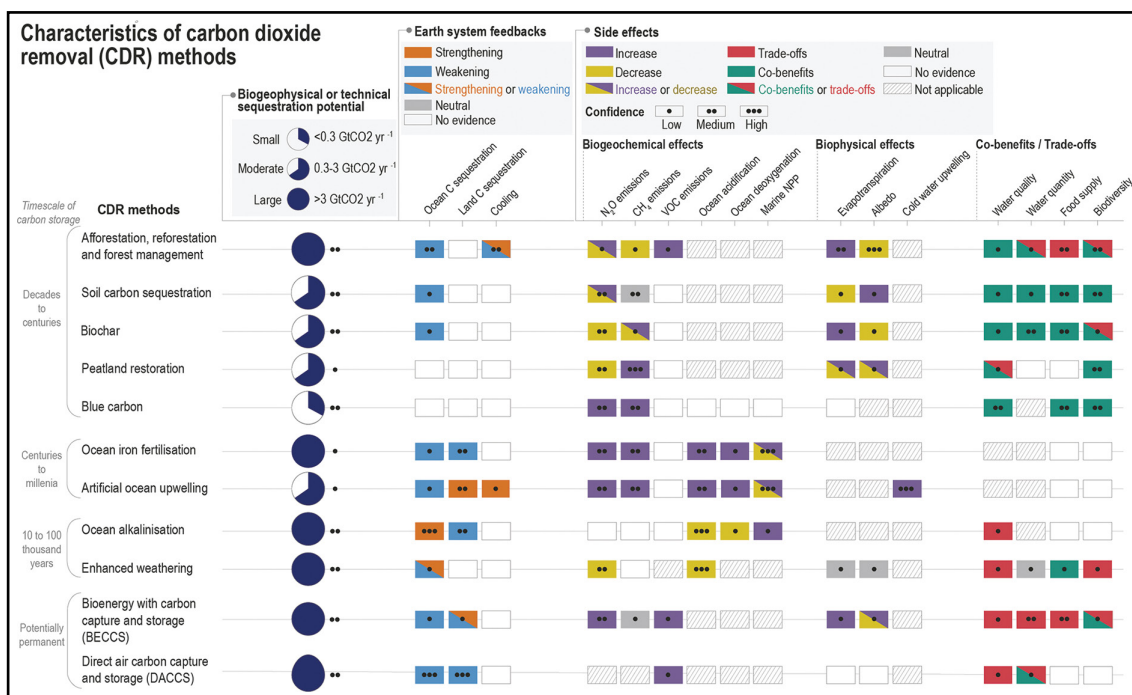 Characteristics of carbon dioxide
removal (CDR) methods
Biogeophysical or technical
sequestration potential
Small <0.3 GtCO2 yr -1
Moderate 0.3-3 GtCO2 yr -1
Large >3 GtCO2 yr -1
Earth system feedbacks
Strengthening
Weakening
Strengthening or weakening
Neutral
No evidence
Side effects
Increase
Decrease
Increase or decrease
Trade-offs
Co-benefits
Co-benefits or trade-offs
Neutral
No evidence
Not applicable
Confidence
Low
Medium
High
Biogeochemical effects
Biophysical effects
Co-benefits / Trade-offs
Ocean C sequestration
Land C sequestration
Cooling
N2O emissions
CH4 emissions
VOC emissions
Ocean acidification
Ocean deoxygenation
Marine NPP
Evapotranspiration
Albedo
Cold water upwelling
Water quality
Water quantity
Food supply
Biodiversity
Timescale of
carbon storage
CDR methods
Decades
to
centuries
Afforestation, reforestation
and forest management
Soil carbon sequestration
Biochar
Peatland restoration
Blue carbon
Centuries
to
millenia
Ocean iron fertilisation
Artificial ocean upwelling
10 to 100
thousand
years
Ocean alkalinisation
Enhanced weathering
Potentially
permanent
Bioenergy with carbon
capture and storage
(BECCS)
Direct air carbon capture
and storage (DACCS)